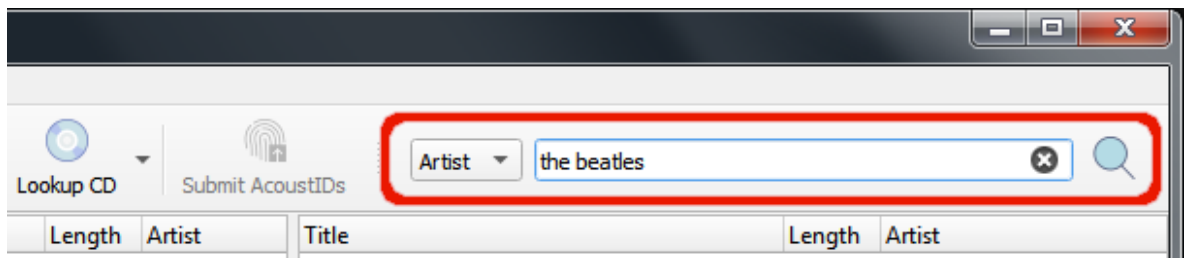 Artist the beatles
Lookup CD Submit AcoustIDs
Length Artist Title Length Artist